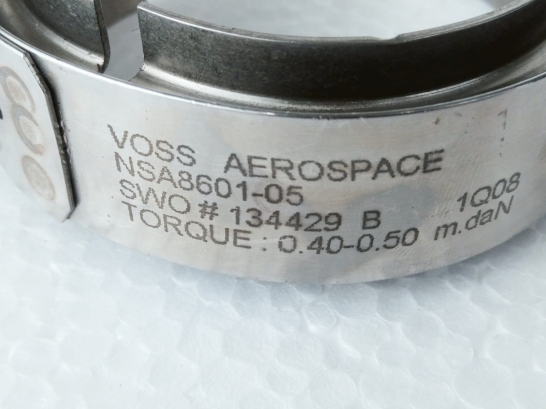 VOSS AEROSPACE
NSA8601-05
SWO # 134429 B 1Q08
TORQUE: 0.40-0.50 m.daN